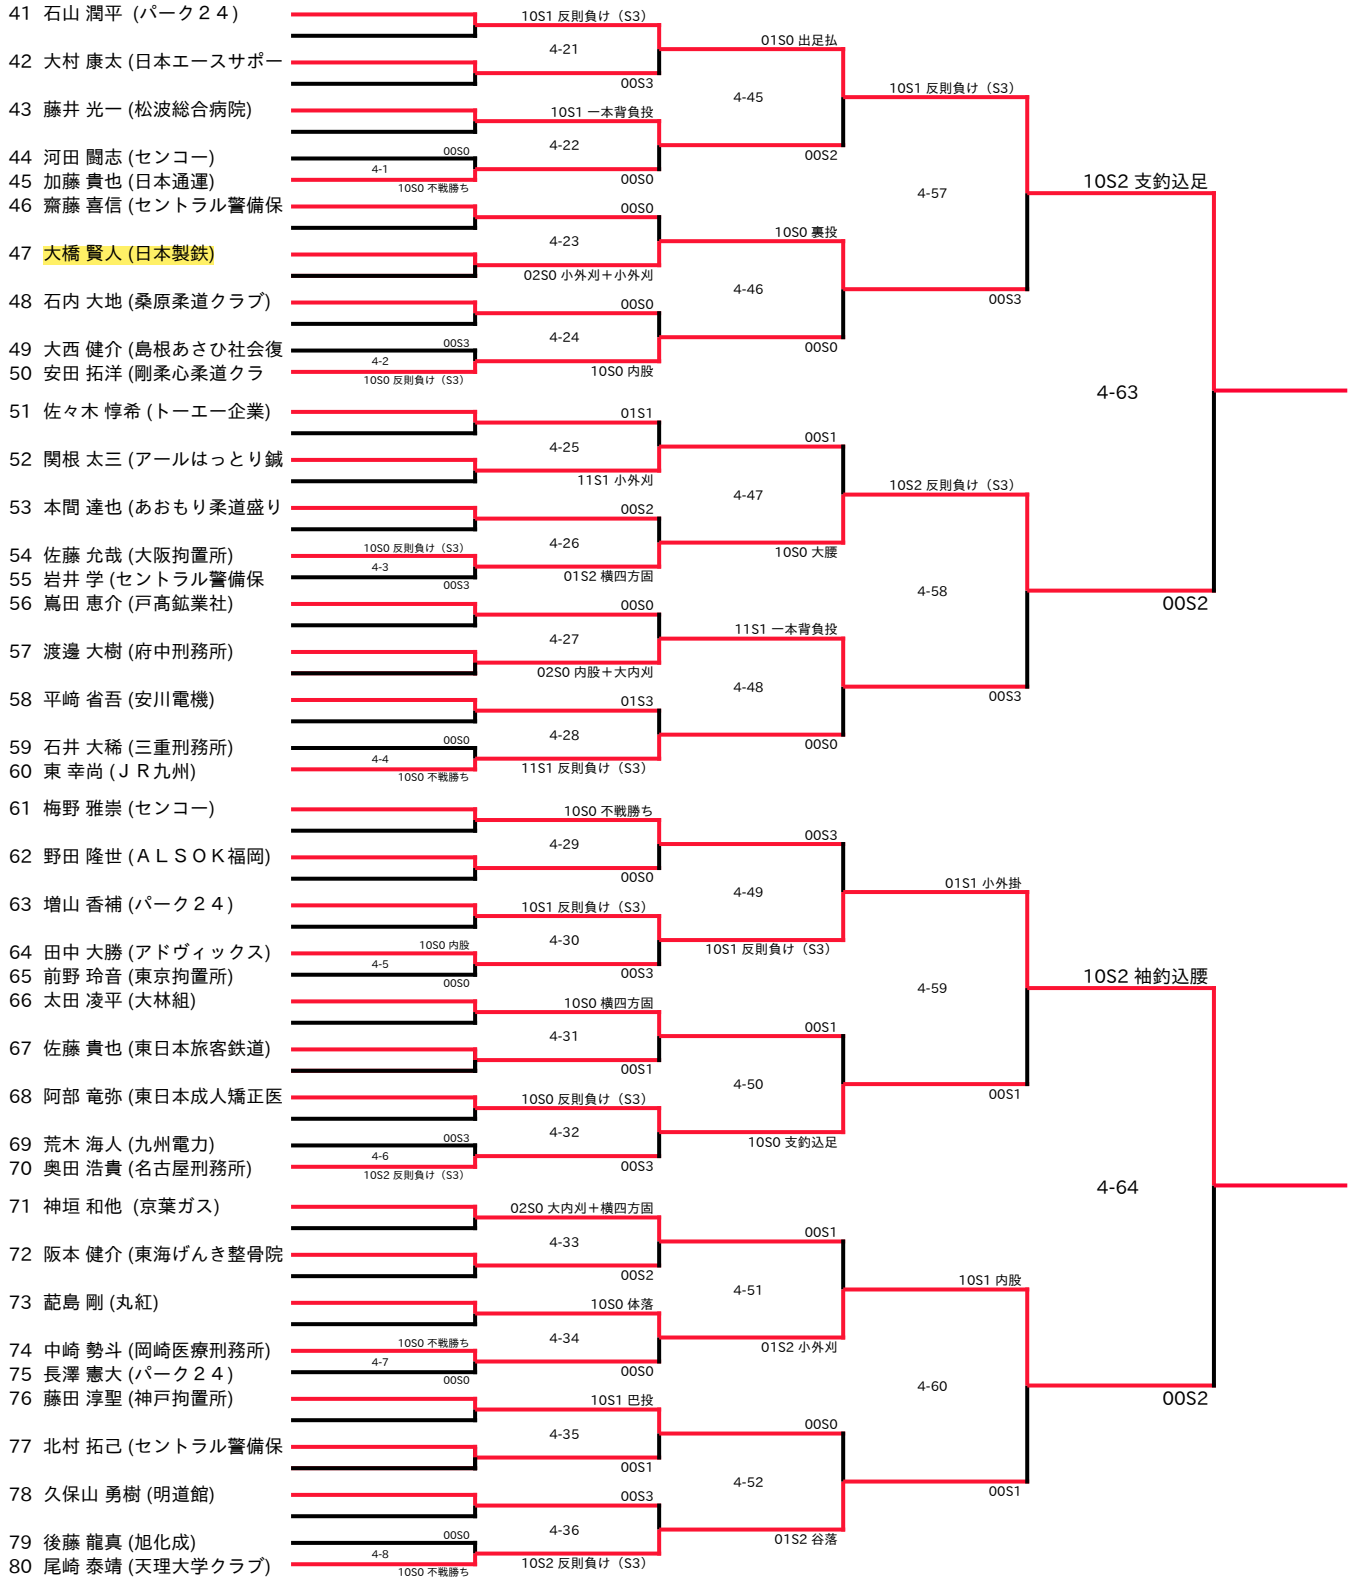 41 石山 潤平 (パーク２４)
10S1 反則負け（S3）
4-21
42 大村 康太 (日本エースサポー
00S3
01S0 出足払
4-45
43 藤井 光一 (松波総合病院)
10S1 一本背負投
4-22
44 河田 闘志 (センコー)
00S0
4-1
45 加藤 貴也 (日本通運)
10S0 不戦勝ち
00S0
00S2
10S1 反則負け（S3）
4-57
46 齋藤 喜信 (セントラル警備保
00S0
4-23
47 大橋 賢人 (日本製鉄)
02S0 小外刈＋小外刈
10S0 裏投
4-46
48 石内 大地 (桑原柔道クラブ)
00S0
4-24
49 大西 健介 (島根あさひ社会復
00S3
4-2
50 安田 拓洋 (剛柔心柔道クラ
10S0 反則負け（S3）
10S0 内股
00S0
00S3
10S2 支釣込足
4-63
51 佐々木 惇希 (トーエー企業)
01S1
4-25
52 関根 太三 (アールはっとり鍼
11S1 小外刈
00S1
4-47
53 本間 達也 (あおもり柔道盛り
00S2
4-26
54 佐藤 允哉 (大阪拘置所)
10S0 反則負け（S3）
4-3
55 岩井 学 (セントラル警備保
00S3
01S2 横四方固
10S0 大腰
10S2 反則負け（S3）
4-58
56 嶌田 恵介 (戸髙鉱業社)
00S0
4-27
57 渡邊 大樹 (府中刑務所)
02S0 内股＋大内刈
11S1 一本背負投
4-48
58 平﨑 省吾 (安川電機)
01S3
4-28
59 石井 大稀 (三重刑務所)
00S0
4-4
60 東 幸尚 (ＪＲ九州)
10S0 不戦勝ち
11S1 反則負け（S3）
00S0
00S3
00S2
61 梅野 雅崇 (センコー)
10S0 不戦勝ち
4-29
62 野田 隆世 (ＡＬＳＯＫ福岡)
00S0
00S3
4-49
63 増山 香補 (パーク２４)
10S1 反則負け（S3）
4-30
64 田中 大勝 (アドヴィックス)
10S0 内股
4-5
65 前野 玲音 (東京拘置所)
00S0
00S3
10S1 反則負け（S3）
01S1 小外掛
4-59
66 太田 凌平 (大林組)
10S0 横四方固
4-31
67 佐藤 貴也 (東日本旅客鉄道)
00S1
00S1
4-50
68 阿部 竜弥 (東日本成人矯正医
10S0 反則負け（S3）
4-32
69 荒木 海人 (九州電力)
00S3
4-6
70 奥田 浩貴 (名古屋刑務所)
10S2 反則負け（S3）
00S3
10S0 支釣込足
00S1
10S2 袖釣込腰
4-64
71 神垣 和他 (京葉ガス)
02S0 大内刈＋横四方固
4-33
72 阪本 健介 (東海げんき整骨院
00S2
00S1
4-51
73 蓜島 剛 (丸紅)
10S0 体落
4-34
74 中崎 勢斗 (岡崎医療刑務所)
10S0 不戦勝ち
4-7
75 長澤 憲大 (パーク２４)
00S0
00S0
01S2 小外刈
10S1 内股
4-60
76 藤田 淳聖 (神戸拘置所)
10S1 巴投
4-35
77 北村 拓己 (セントラル警備保
00S1
00S0
4-52
78 久保山 勇樹 (明道館)
00S3
4-36
79 後藤 龍真 (旭化成)
00S0
4-8
80 尾崎 泰靖 (天理大学クラブ)
10S0 不戦勝ち
10S2 反則負け（S3）
01S2 谷落
00S1
00S2